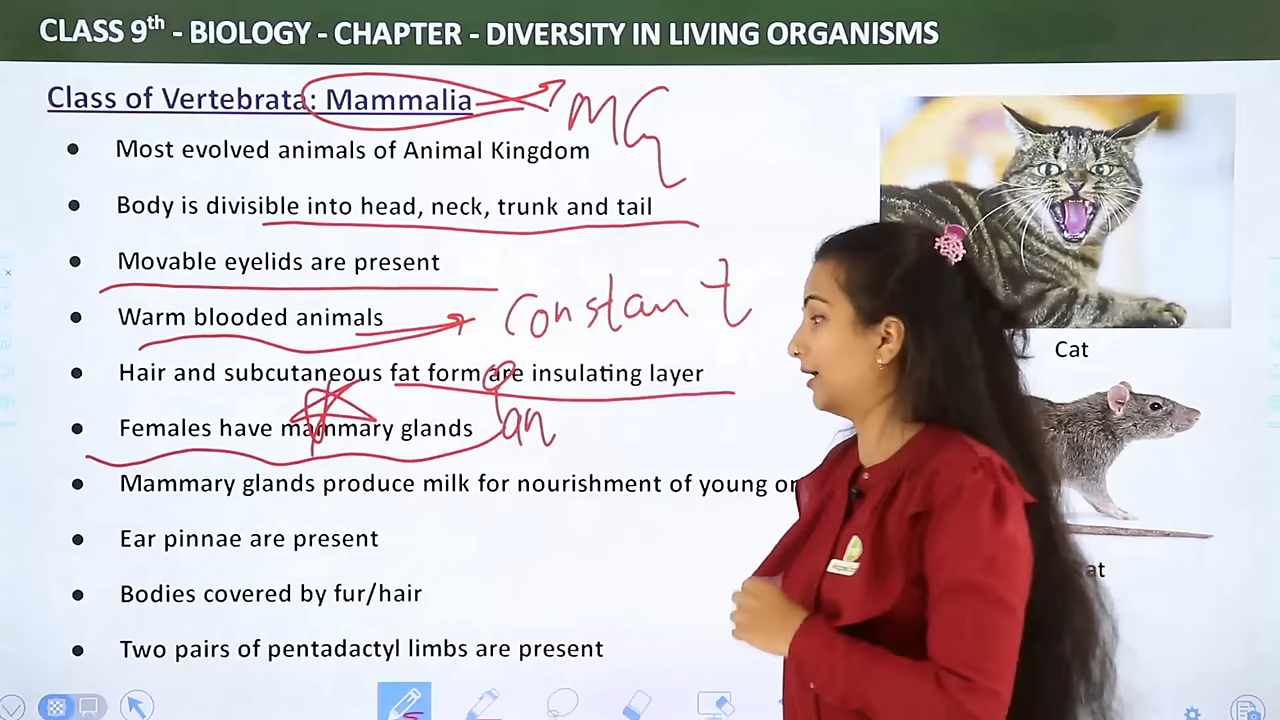 CLASS 9th - BIOLOGY - CHAPTER - DIVERSITY IN LIVING ORGANISMS
Class of Vertebrata: Mammalia
MG
• Most evolved animals of Animal Kingdom
• Body is divisible into head, neck, trunk and tail
• Movable eyelids are present
• Warm blooded animals
constant
• Hair and subcutaneous fat form are insulating layer
an
• Females have mammary glands
• Mammary glands produce milk for nourishment of young
• Ear pinnae are present
• Bodies covered by fur/hair
• Two pairs of pentadactyl limbs are present
Cat